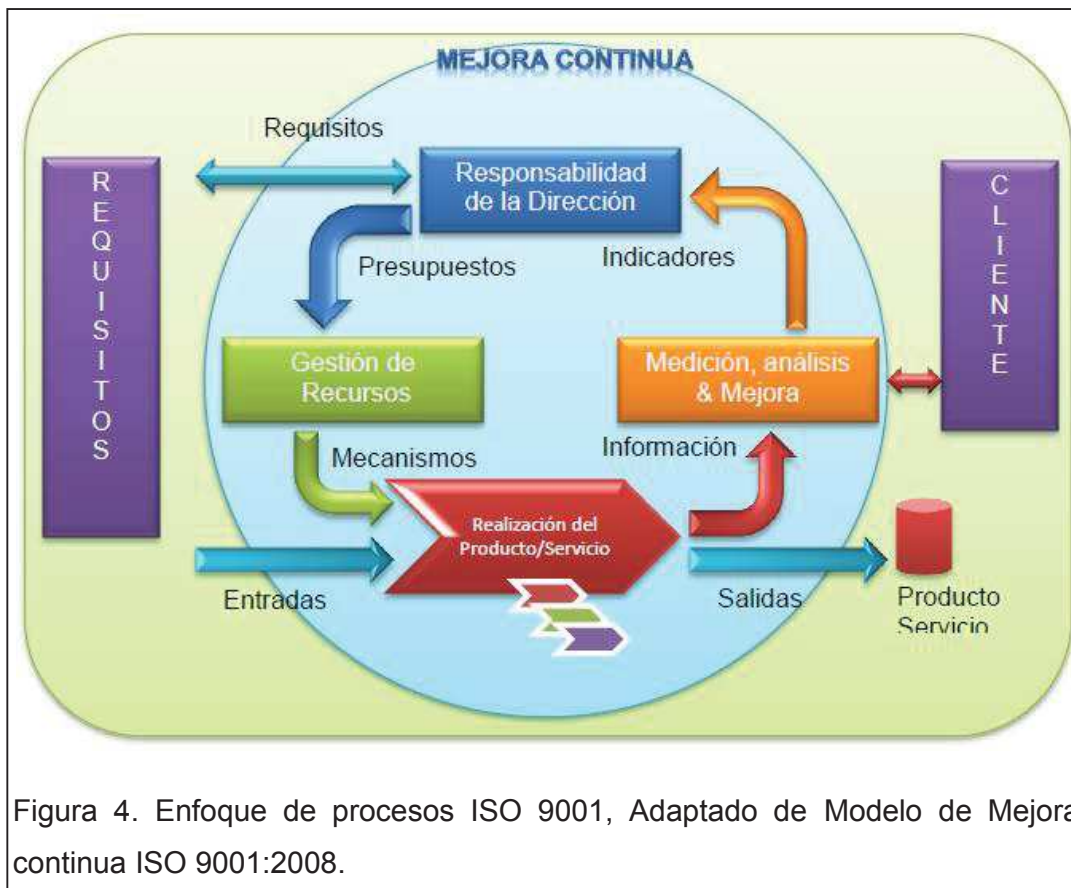 MEJORA CONTINUA
Requisitos
R
E
Q
U
I
S
I
T
O
S
Responsabilidad
de la Dirección
C
L
I
E
N
T
E
Presupuestos
Indicadores
Gestión de
Recursos
Medición, análisis
& Mejora
Mecanismos
Información
Realización del
Producto/Servicio
Entradas
Salidas
Producto
Servicio
Figura 4. Enfoque de procesos ISO 9001, Adaptado de Modelo de Mejora
continua ISO 9001:2008.